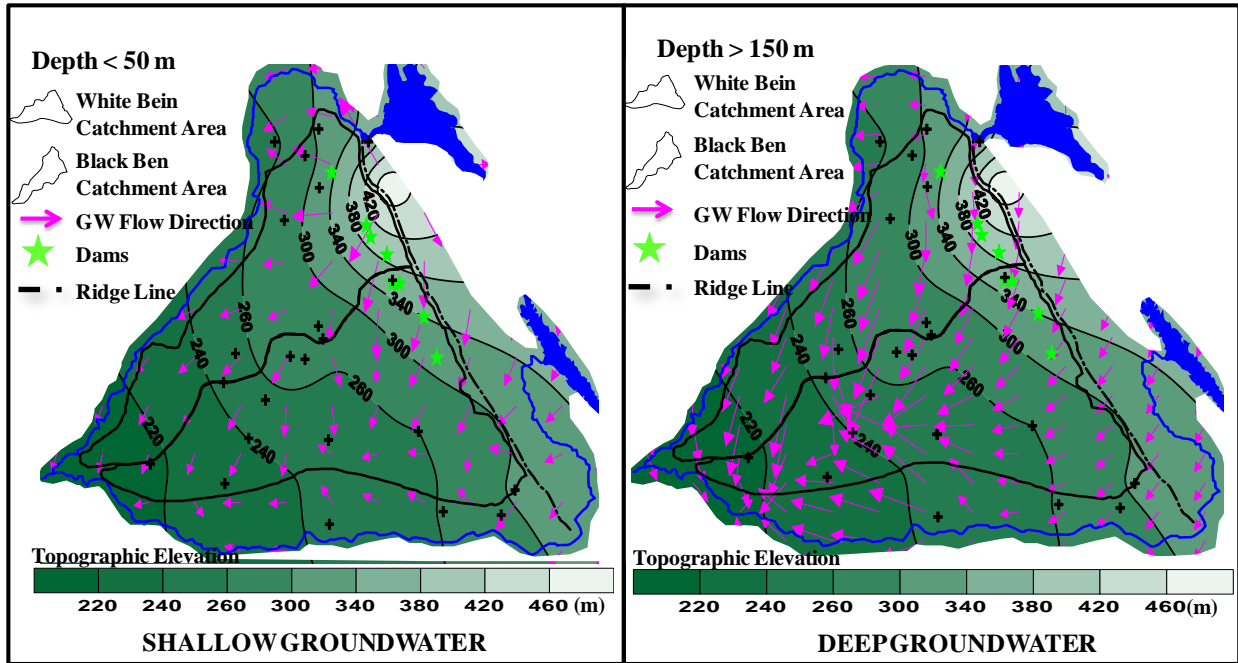 Depth < 50 m
White Bein
Catchment Area
Black Ben
Catchment Area
GW Flow Direction
Dams
Ridge Line
420
380
340
300
260
240
220
340
300
260
240
Topographic Elevation
220 240 260 300 340 380 420 460 (m)
SHALLOW GROUNDWATER
Depth > 150 m
White Bein
Catchment Area
Black Ben
Catchment Area
GW Flow Direction
Dams
Ridge Line
420
380
340
300
260
240
220
340
300
260
240
Topographic Elevation
220 240 260 300 340 380 420 460 (m)
DEEP GROUNDWATER